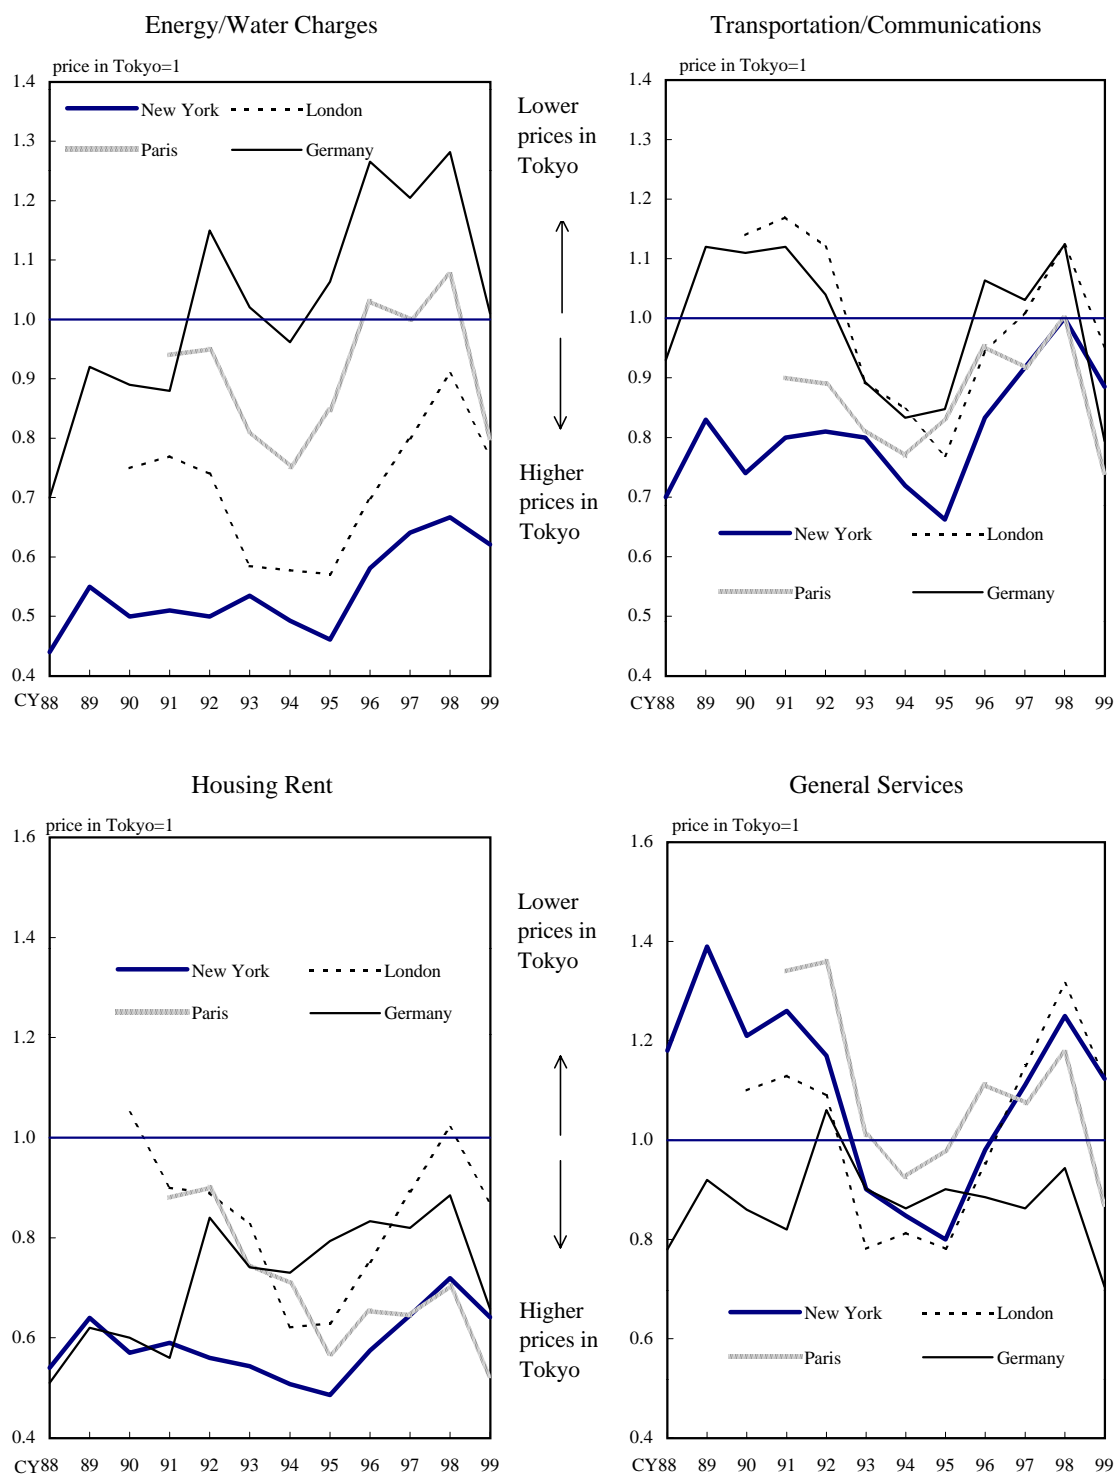 Energy/Water Charges
price in Tokyo=1
1.4
1.3
1.2
1.1
1.0
0.9
0.8
0.7
0.6
0.5
0.4
New York
London
Paris
Germany
CY88 89 90 91 92 93 94 95 96 97 98 99
Lower
prices in
Tokyo
Higher
prices in
Tokyo
Transportation/Communications
price in Tokyo=1
1.4
1.3
1.2
1.1
1.0
0.9
0.8
0.7
0.6
0.5
0.4
New York
London
Paris
Germany
CY88 89 90 91 92 93 94 95 96 97 98 99
Housing Rent
price in Tokyo=1
1.6
1.4
1.2
1.0
0.8
0.6
0.4
New York
London
Paris
Germany
CY88 89 90 91 92 93 94 95 96 97 98 99
Lower
prices in
Tokyo
Higher
prices in
Tokyo
General Services
price in Tokyo=1
1.6
1.4
1.2
1.0
0.8
0.6
0.4
New York
London
Paris
Germany
CY88 89 90 91 92 93 94 95 96 97 98 99